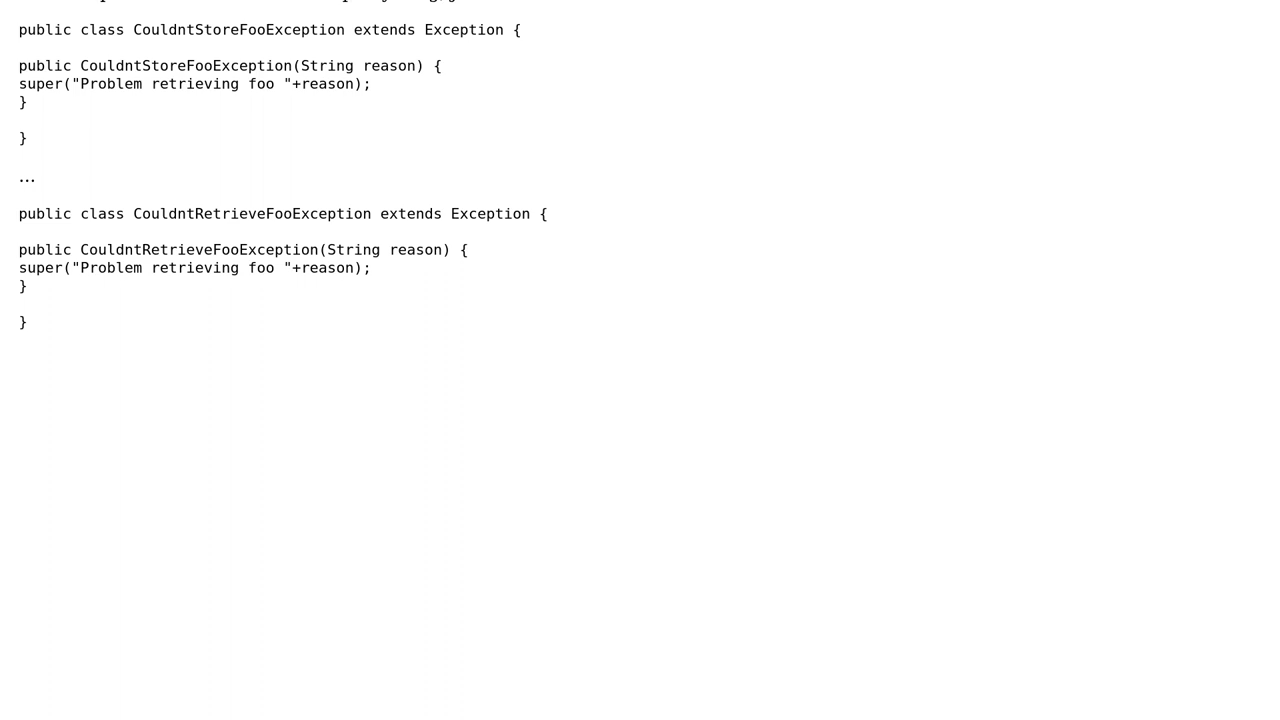 public class CouldntStoreFooException extends Exception {
public CouldntStoreFooException(String reason) {
super("Problem retrieving foo "+reason);
}
}
...
public class CouldntRetrieveFooException extends Exception {
public CouldntRetrieveFooException(String reason) {
super("Problem retrieving foo "+reason);
}
}